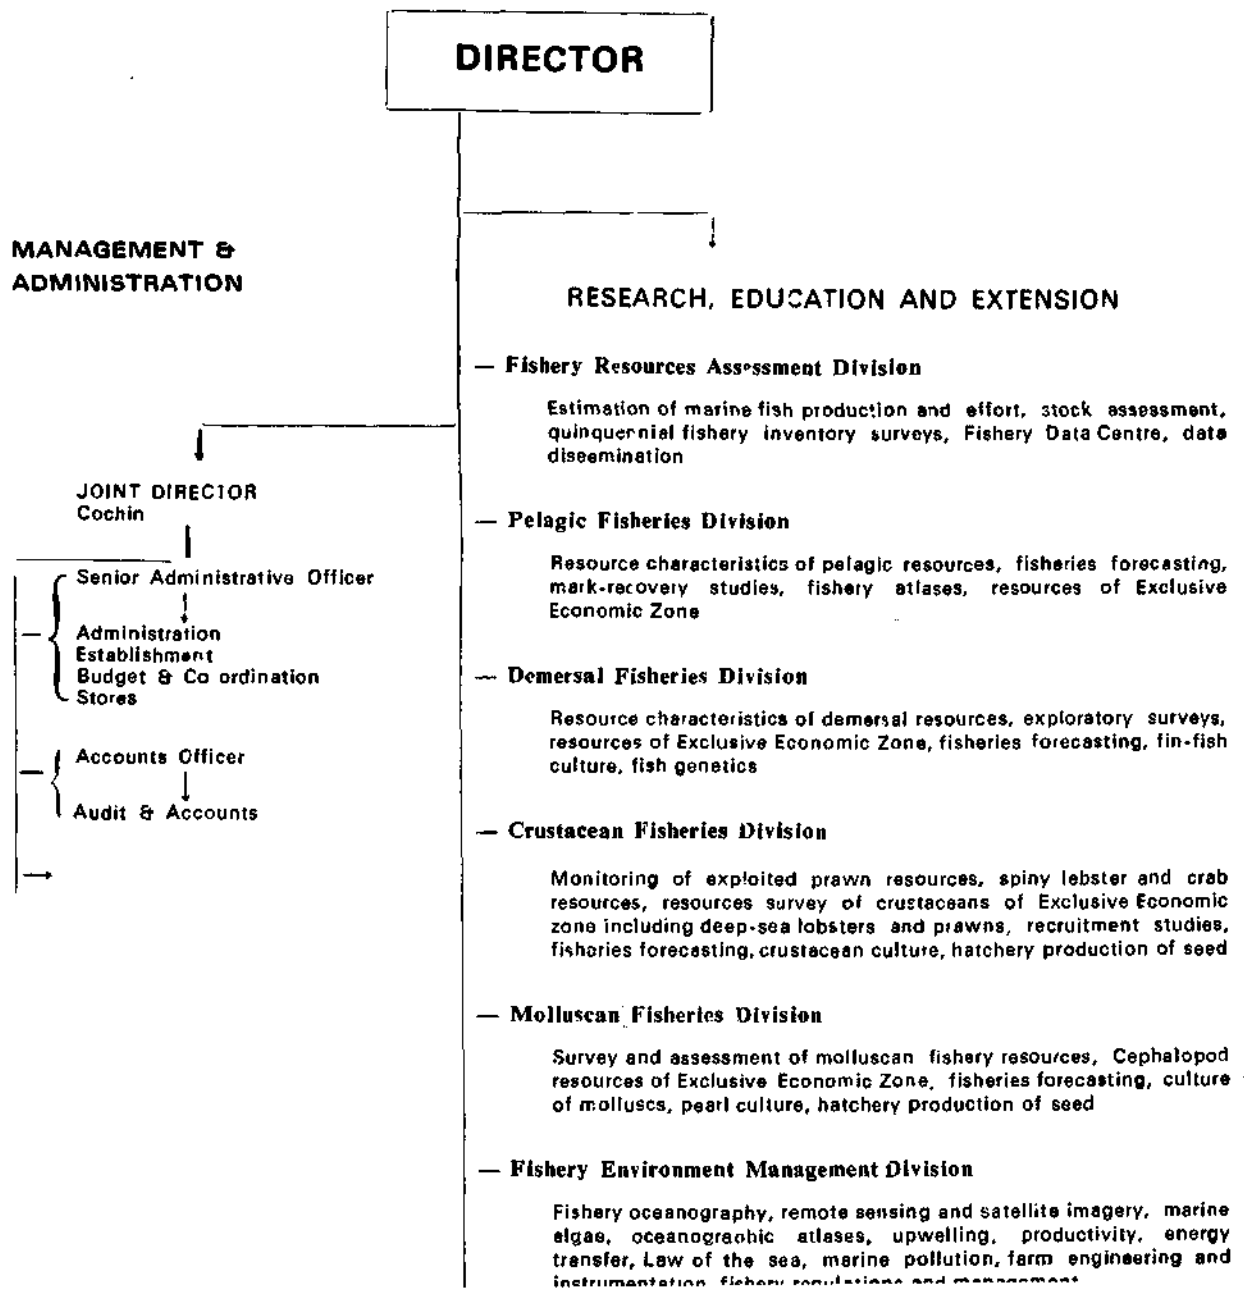 DIRECTOR
MANAGEMENT &
ADMINISTRATION
JOINT DIRECTOR
Cochin
Senior Administrative Officer
Administration
Establishment
Budget & Co ordination
Stores
Accounts Officer
Audit & Accounts
RESEARCH, EDUCATION AND EXTENSION
— Fishery Resources Assessment Division
Estimation of marine fish production and effort, stock assessment,
quinquennial fishery inventory surveys, Fishery Data Centre, data
disemination
— Pelagic Fisheries Division
Resource characteristics of pelagic resources, fisheries forecasting,
mark-recovery studies, fishery atlases, resources of Exclusive
Economic Zone
— Demersal Fisheries Division
Resource characteristics of demersal resources, exploratory surveys,
resources of Exclusive Economic Zone, fisheries forecasting, fin-fish
culture, fish genetics
— Crustacean Fisheries Division
Monitoring of exploited prawn resources, spiny lebster and crab
resources, resources survey of crustaceans of Exclusive Economic
zone including deep-sea lobsters and prawns, recruitment studies,
fisheries forecasting, crustacean culture, hatchery production of seed
— Molluscan Fisheries Division
Survey and assessment of molluscan fishery resources, Cephalopod
resources of Exclusive Economic Zone, fisheries forecasting, culture
of molluscs, pearl culture, hatchery production of seed
— Fishery Environment Management Division
Fishery oceanography, remote sensing and satellite imagery, marine
algae, oceanographic atlases, upwelling, productivity, energy
transfer, Law of the sea, marine pollution, farm engineering and
instrumentation, fishery regulations and management